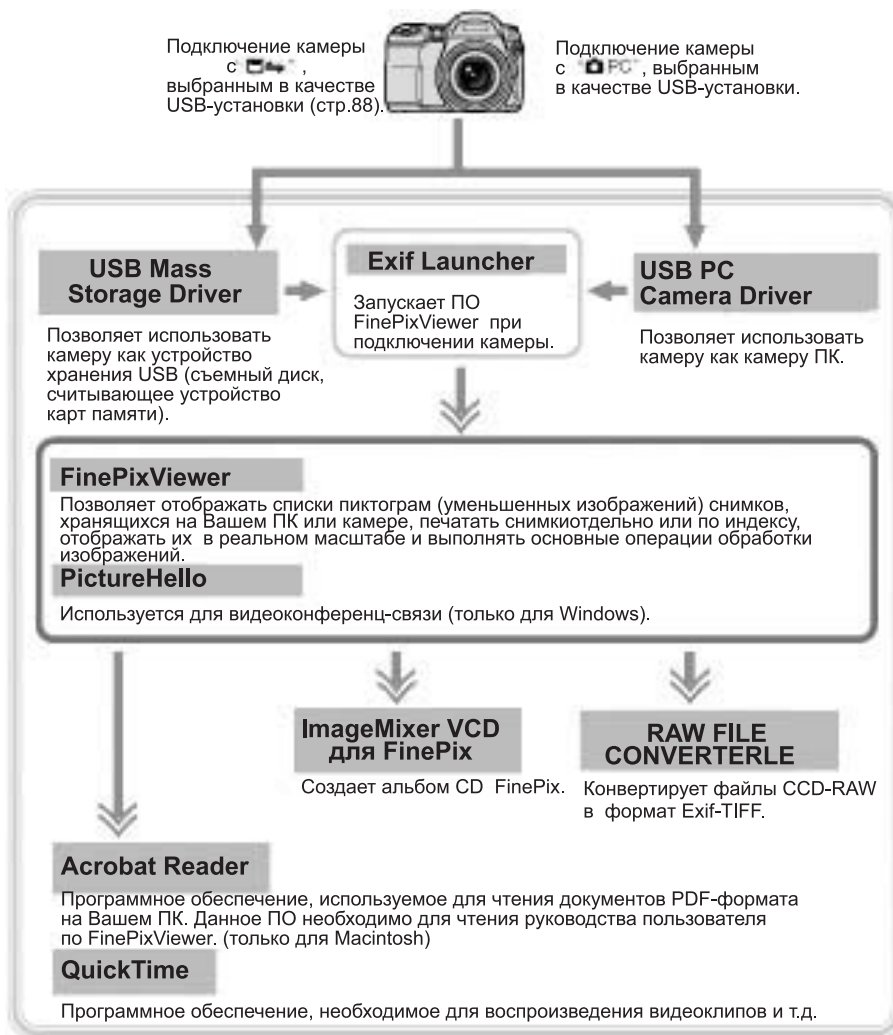 Подключение камеры
с " ",
выбранным в качестве
USB-установки (стр.88).
Подключение камеры
с " PC", выбранным
в качестве USB-установки.
USB Mass
Storage Driver
Позволяет использовать
камеру как устройство
хранения USB (съемный диск,
считывающее устройство
карт памяти).
Exif Launcher
Запускает ПО
FinePixViewer при
подключении камеры.
USB PC
Camera Driver
Позволяет использовать
камеру как камеру ПК.
FinePixViewer
Позволяет отображать списки пиктограм (уменьшенных изображений) снимков,
хранящихся на Вашем ПК или камере, печатать снимкиотдельно или по индексу,
отображать их в реальном масштабе и выполнять основные операции обработки
изображений.
PictureHello
Используется для видеоконференц-связи (только для Windows).
ImageMixer VCD
для FinePix
Создает альбом CD FinePix.
RAW FILE
CONVERTERLE
Конвертирует файлы CCD-RAW
в формат Exif-TIFF.
Acrobat Reader
Программное обеспечение, используемое для чтения документов PDF-формата
на Вашем ПК. Данное ПО необходимо для чтения руководства пользователя
по FinePixViewer. (только для Macintosh)
QuickTime
Программное обеспечение, необходимое для воспроизведения видеоклипов и т.д.